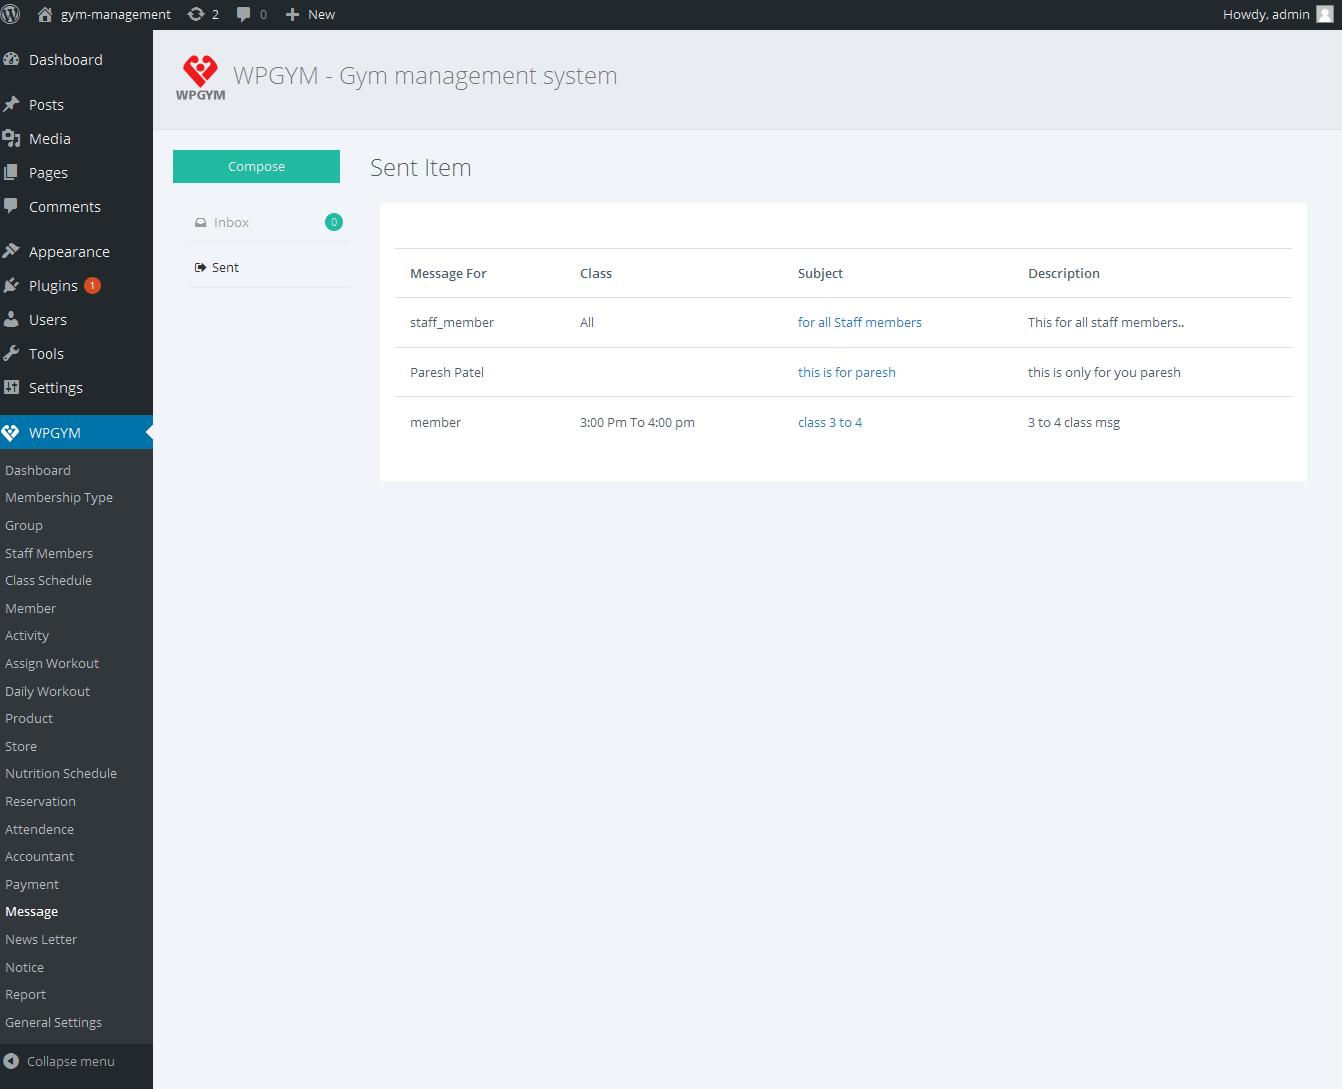 gym-management 2 0 New Howdy, admin
Dashboard
Posts
Media
Pages
Comments
Appearance
Plugins 1
Users
Tools
Settings
WPGYM
Dashboard
Membership Type
Group
Staff Members
Class Schedule
Member
Activity
Assign Workout
Daily Workout
Product
Store
Nutrition Schedule
Reservation
Attendence
Accountant
Payment
Message
News Letter
Notice
Report
General Settings
Collapse menu
WPGYM
WPGYM - Gym management system
Compose
Inbox 0
Sent
Sent Item
Message For Class Subject Description
staff_member All for all Staff members This for all staff members..
Paresh Patel this is for paresh this is only for you paresh
member 3:00 Pm To 4:00 pm class 3 to 4 3 to 4 class msg